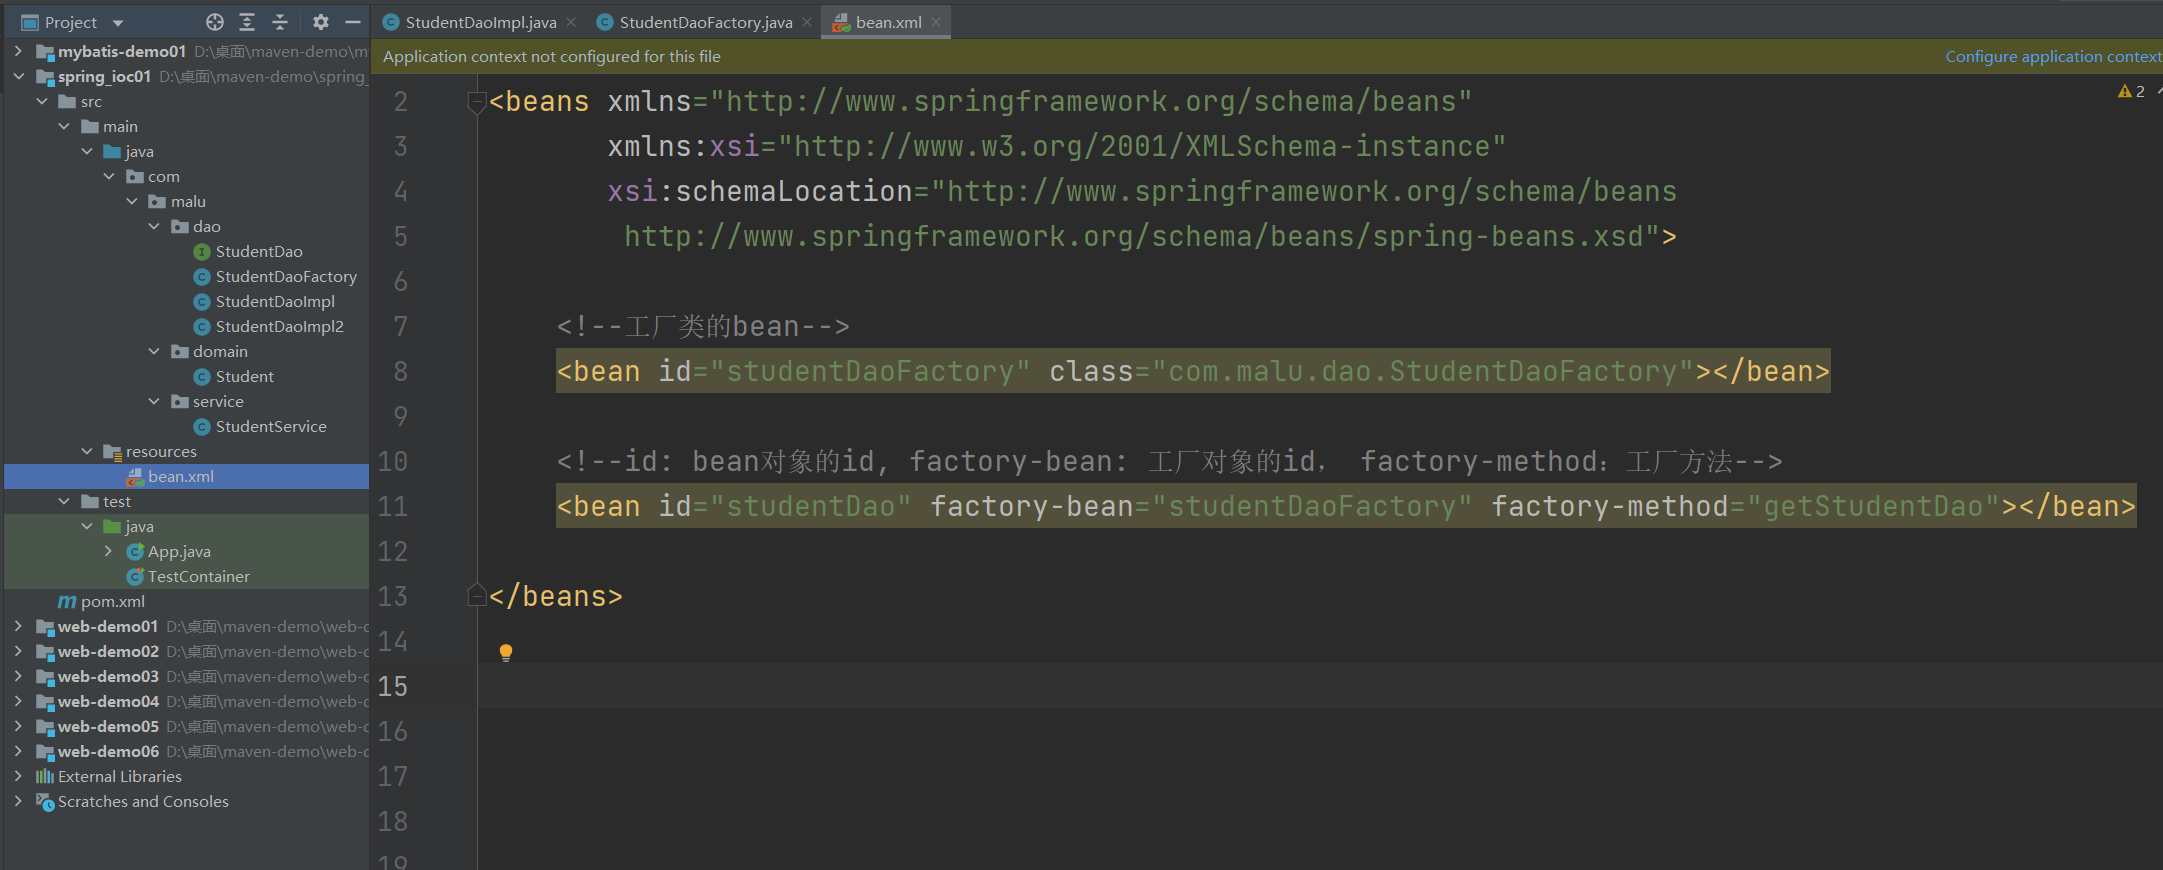 Project
mybatis-demo01 D:\桌面\maven-demo\m
spring_ioc01 D:\桌面\maven-demo\spring_
src
main
java
com
malu
dao
StudentDao
StudentDaoFactory
StudentDaoImpl
StudentDaoImpl2
domain
Student
service
StudentService
resources
bean.xml
test
java
App.java
TestContainer
pom.xml
web-demo01 D:\桌面\maven-demo\web-d
web-demo02 D:\桌面\maven-demo\web-d
web-demo03 D:\桌面\maven-demo\web-d
web-demo04 D:\桌面\maven-demo\web-d
web-demo05 D:\桌面\maven-demo\web-d
web-demo06 D:\桌面\maven-demo\web-d
External Libraries
Scratches and Consoles
StudentDaoImpl.java StudentDaoFactory.java bean.xml
Application context not configured for this file Configure application context
2
2 <beans xmlns="http://www.springframework.org/schema/beans"
3 xmlns:xsi="http://www.w3.org/2001/XMLSchema-instance"
4 xsi:schemaLocation="http://www.springframework.org/schema/beans
5 http://www.springframework.org/schema/beans/spring-beans.xsd">
6
7 <!--工厂类的bean-->
8 <bean id="studentDaoFactory" class="com.malu.dao.StudentDaoFactory"></bean>
9
10 <!--id: bean对象的id, factory-bean: 工厂对象的id， factory-method：工厂方法-->
11 <bean id="studentDao" factory-bean="studentDaoFactory" factory-method="getStudentDao"></bean>
12
13 </beans>
14
15
16
17
18
19